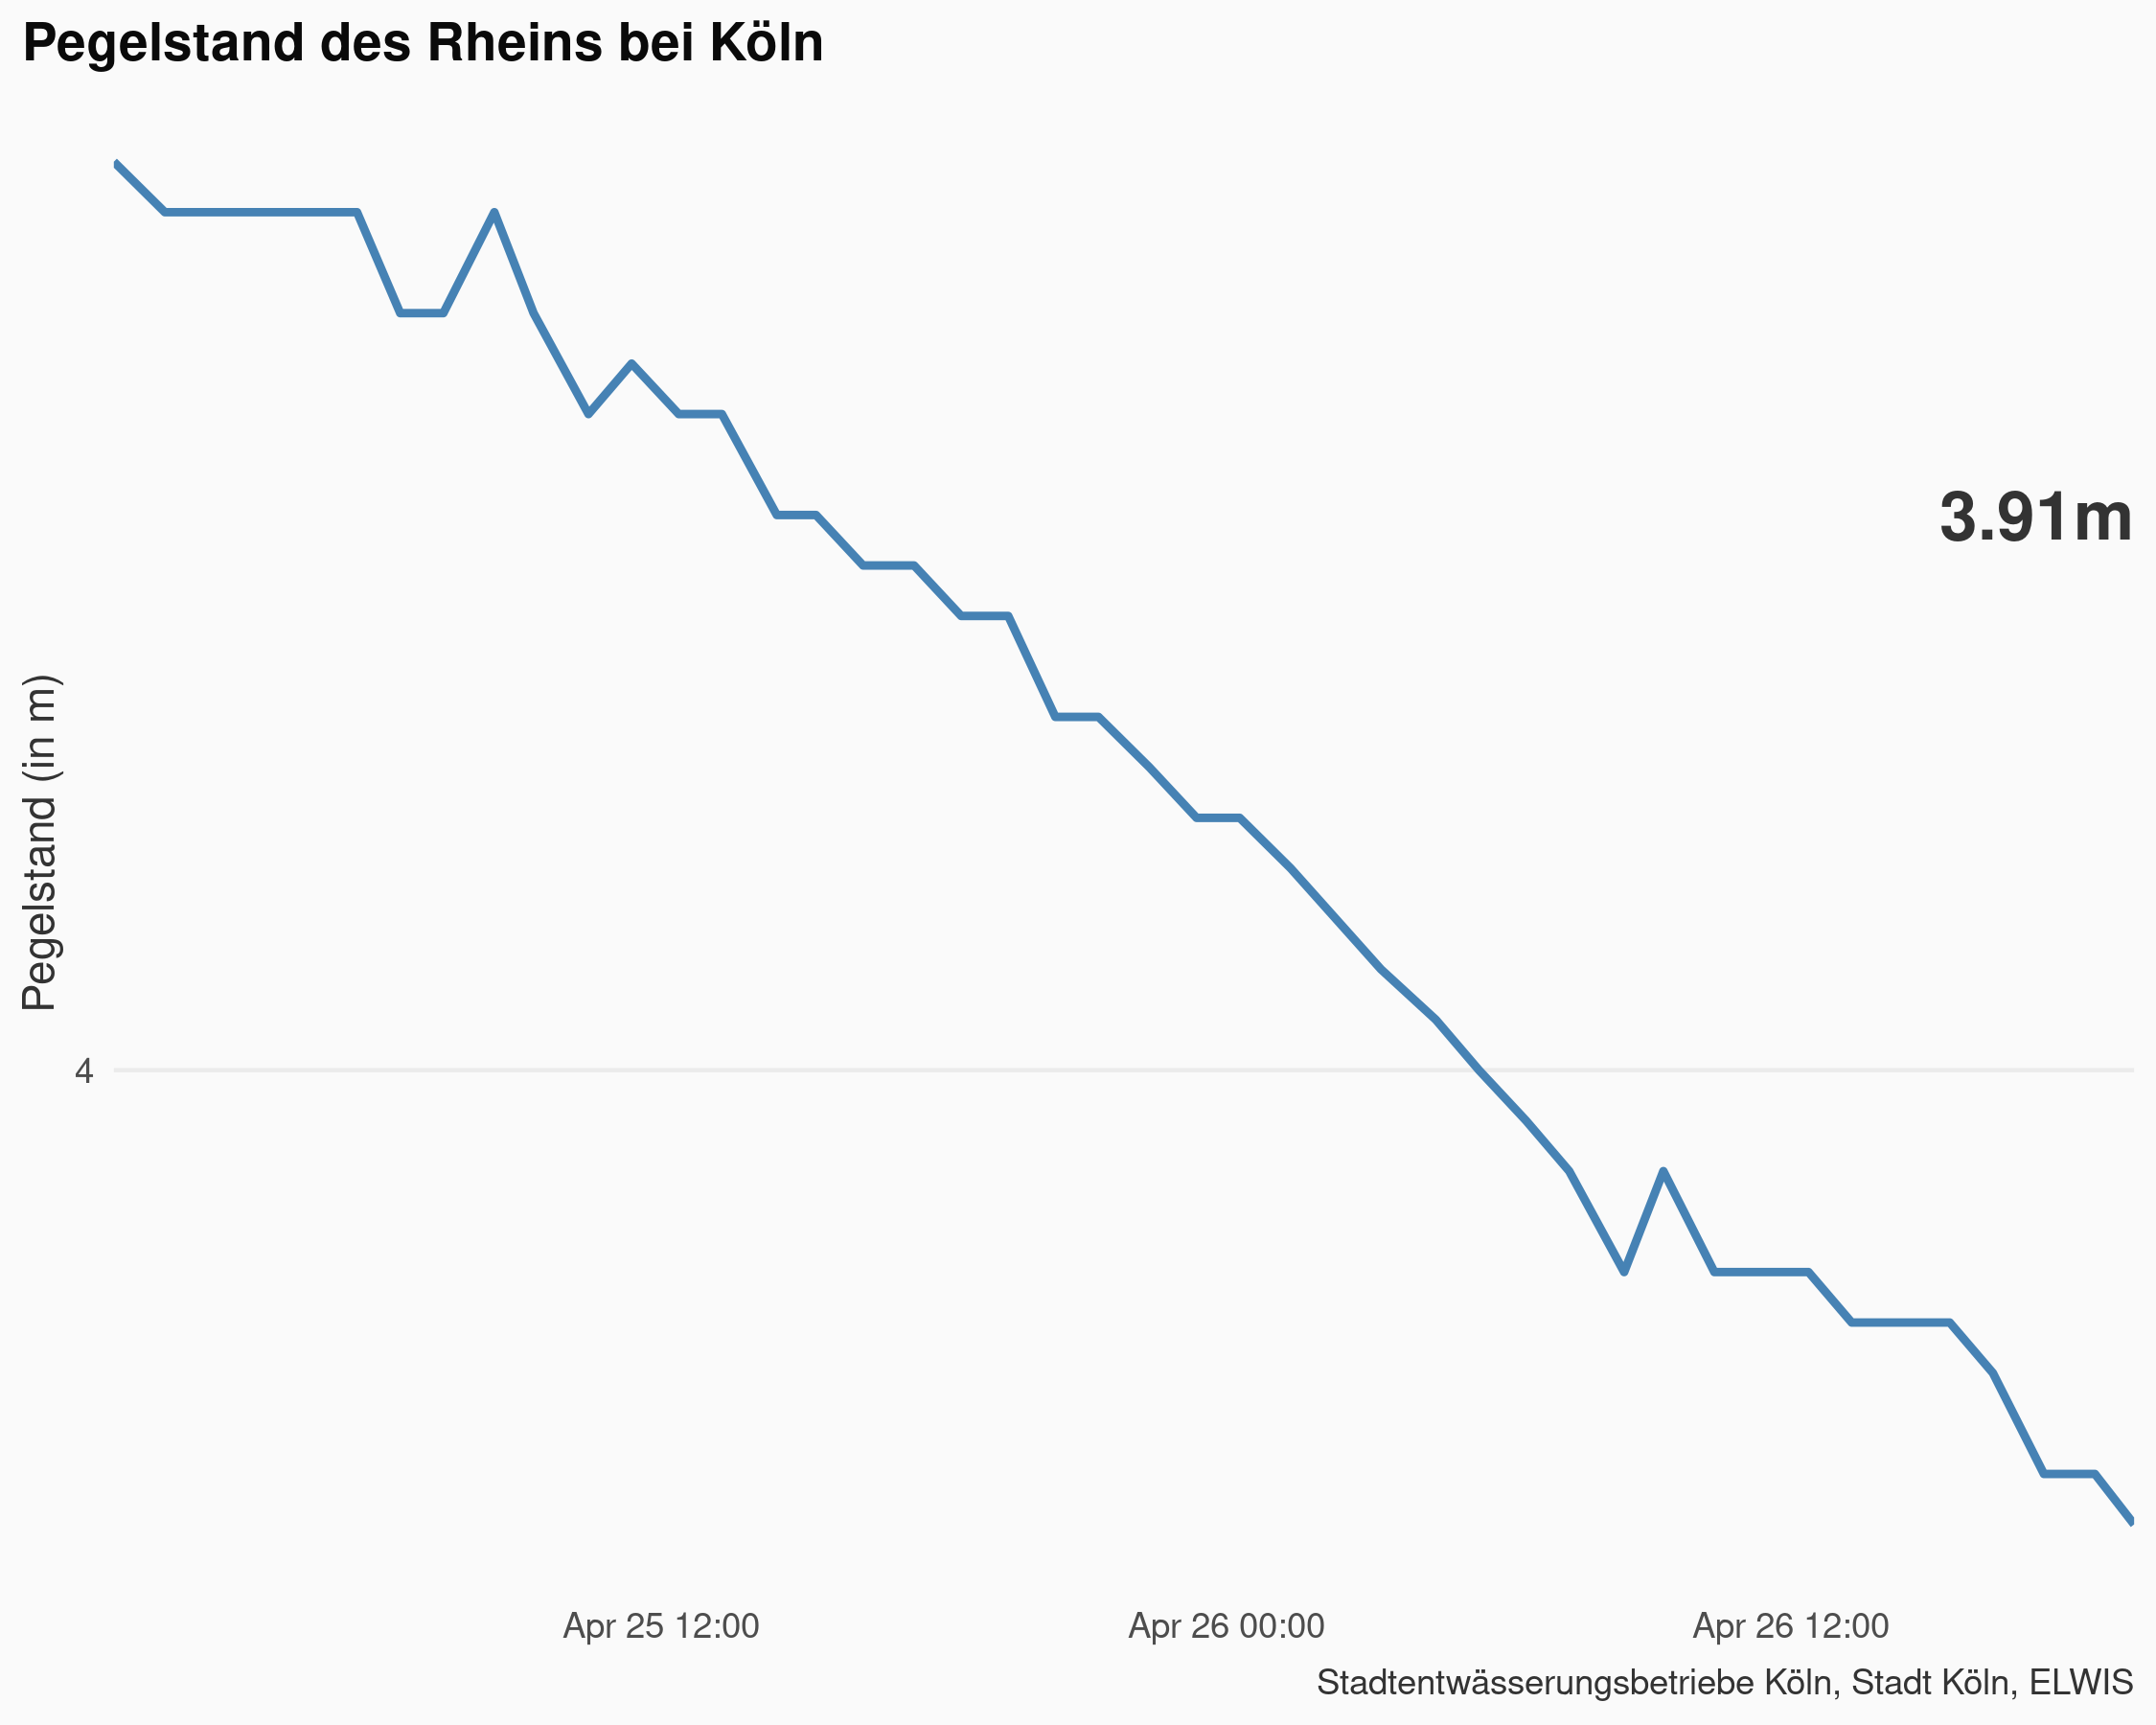 Pegelstand des Rheins bei Köln
3.91m
Pegelstand (in m)
4
Apr 25 12:00
Apr 26 00:00
Apr 26 12:00
Stadtentwässerungsbetriebe Köln, Stadt Köln, ELWIS